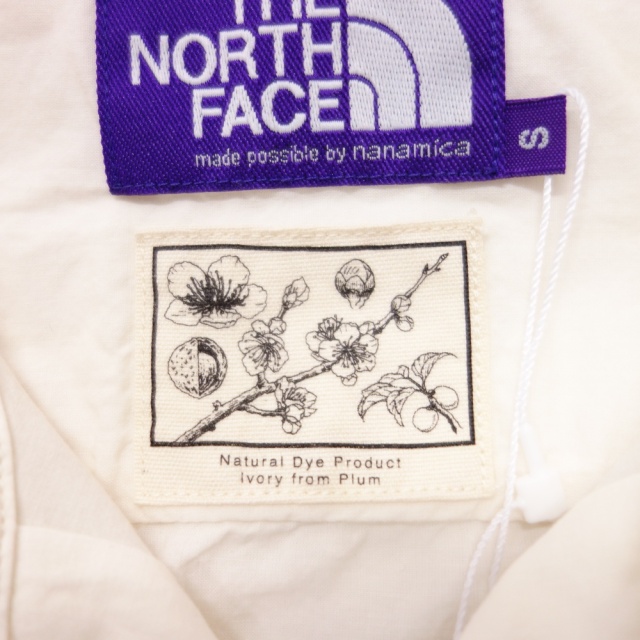 THE
NORTH
FACE
made possible by nanamica
S
Natural Dye Product
Ivory from Plum